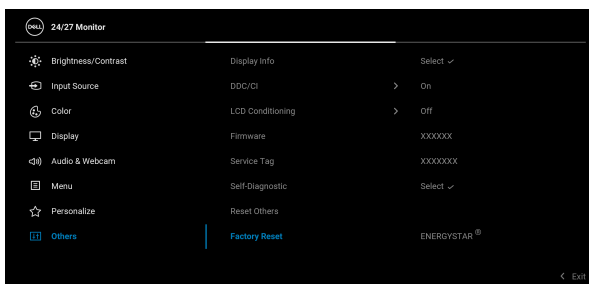 DELL 24/27 Monitor
Brightness/Contrast Display Info Select ✓
Input Source DDC/CI > On
Color LCD Conditioning > Off
Display Firmware XXXXXX
Audio & Webcam Service Tag XXXXXXX
Menu Self-Diagnostic Select ✓
Personalize Reset Others
Others Factory Reset ENERGYSTAR ®
< Exit